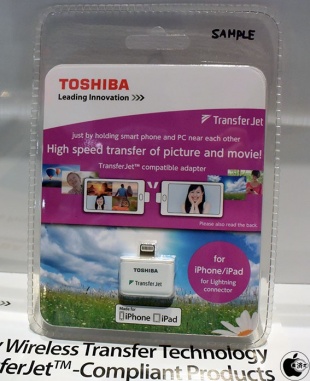 SAMPLE
TOSHIBA
Leading Innovation >>>
TransferJet
just by holding smart phone and PC near each other
High speed transfer of picture and movie!
TransferJet™ compatible adapter
Please also read the back
for
iPhone/iPad
for Lightning
connector
TOSHIBA
TransferJet
Made for
iPhone iPad
Wireless Transfer Technology
ferJet™-Compliant Products